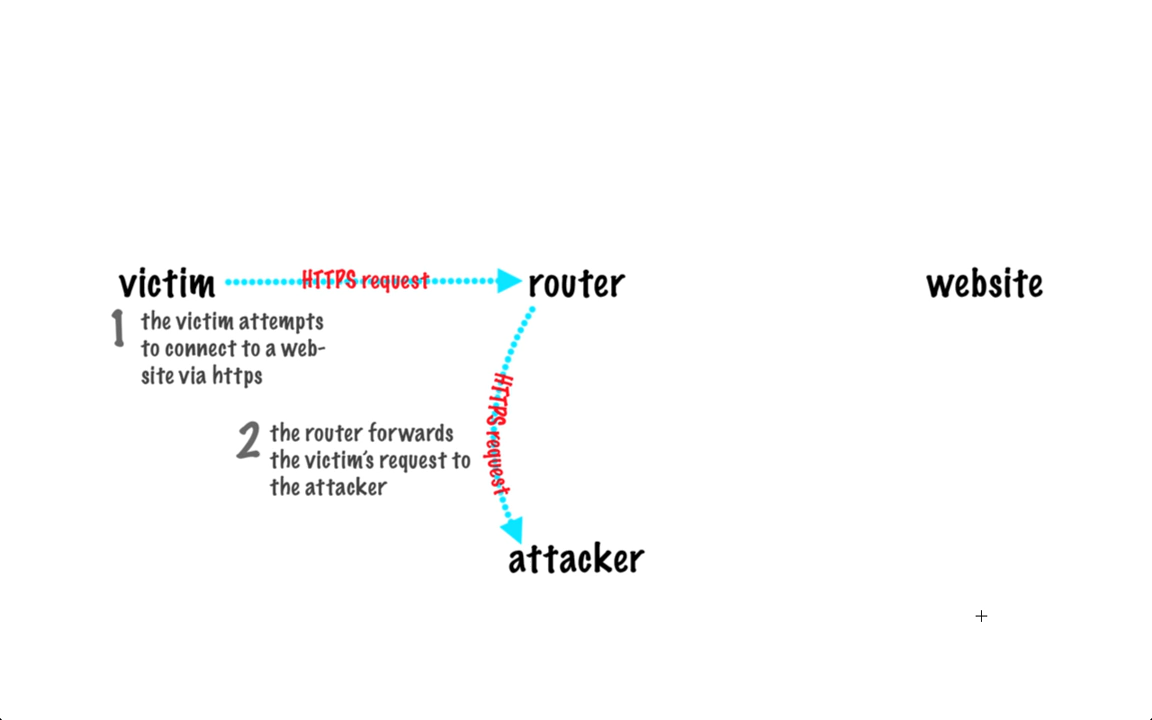 victim
HTTPS request
router
website
1
the victim attempts
to connect to a web-
site via https
HTTPS request
2
the router forwards
the victim's request to
the attacker
attacker